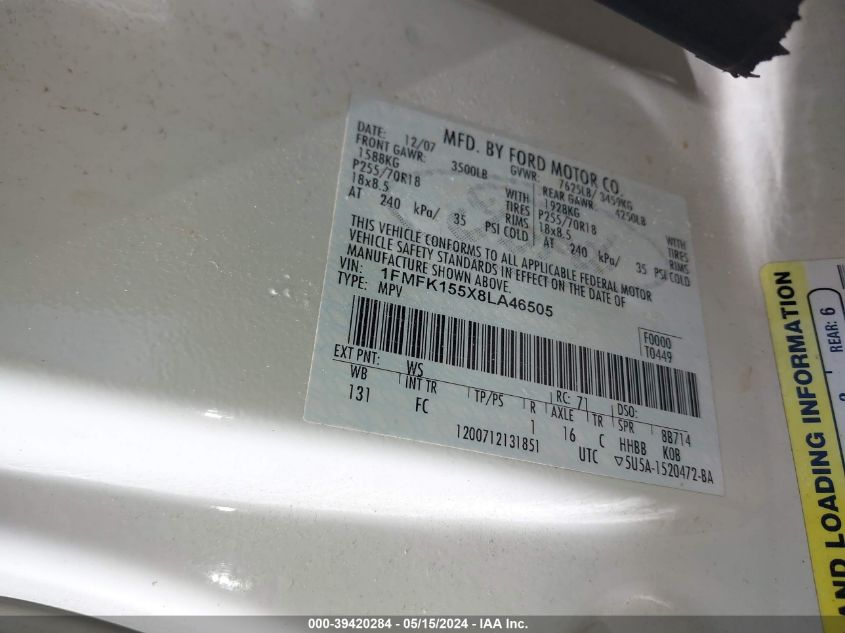 MFD. BY FORD MOTOR CO.
DATE: 12/07 GVWR: 7625LB/ 3459KG
FRONT GAWR: 3500LB REAR GAWR: 4250LB
1588KG WITH 1928KG WITH
P255/70R18 TIRES P255/70R18 TIRES
18x8.5 RIMS 18x8.5 RIMS
AT 240 kPa/ 35 PSI COLD AT 240 kPa/ 35 PSI COLD
THIS VEHICLE CONFORMS TO ALL APPLICABLE FEDERAL MOTOR
VEHICLE SAFETY STANDARDS IN EFFECT ON THE DATE OF
MANUFACTURE SHOWN ABOVE.
VIN: 1FMFK155X8LA46505
TYPE: MPV
F0000
T0449
EXT PNT: WS RC: 71 DSO:
WB INT TR TP/PS R AXLE TR SPR 8B714
131 FC 1 16 C HHBB K0B
1200712131851 UTC ▽5U5A-1520472-BA
AND LOADING INFORMATION
REAR: 6
000-39420284 - 05/15/2024 - IAA Inc.